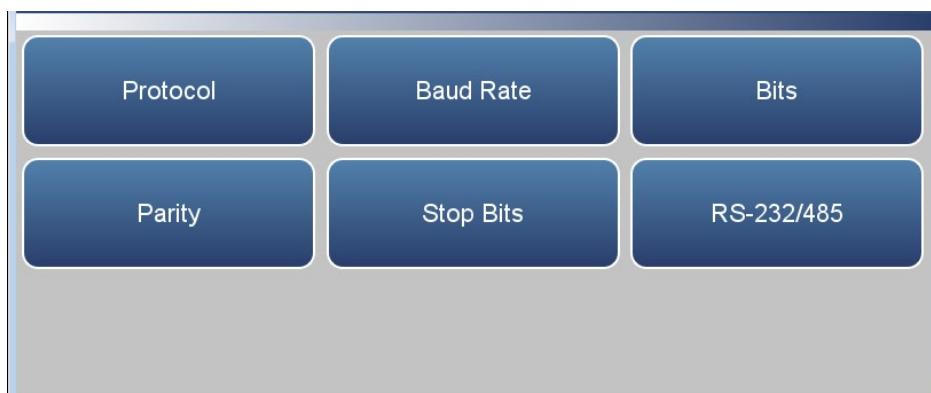 Protocol
Baud Rate
Bits
Parity
Stop Bits
RS-232/485